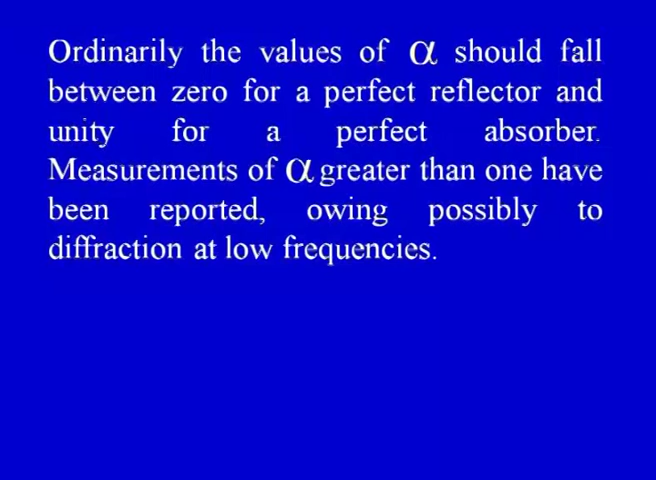 Ordinarily the values of α should fall
between zero for a perfect reflector and
unity for a perfect absorber.
Measurements of α greater than one have
been reported, owing possibly to
diffraction at low frequencies.